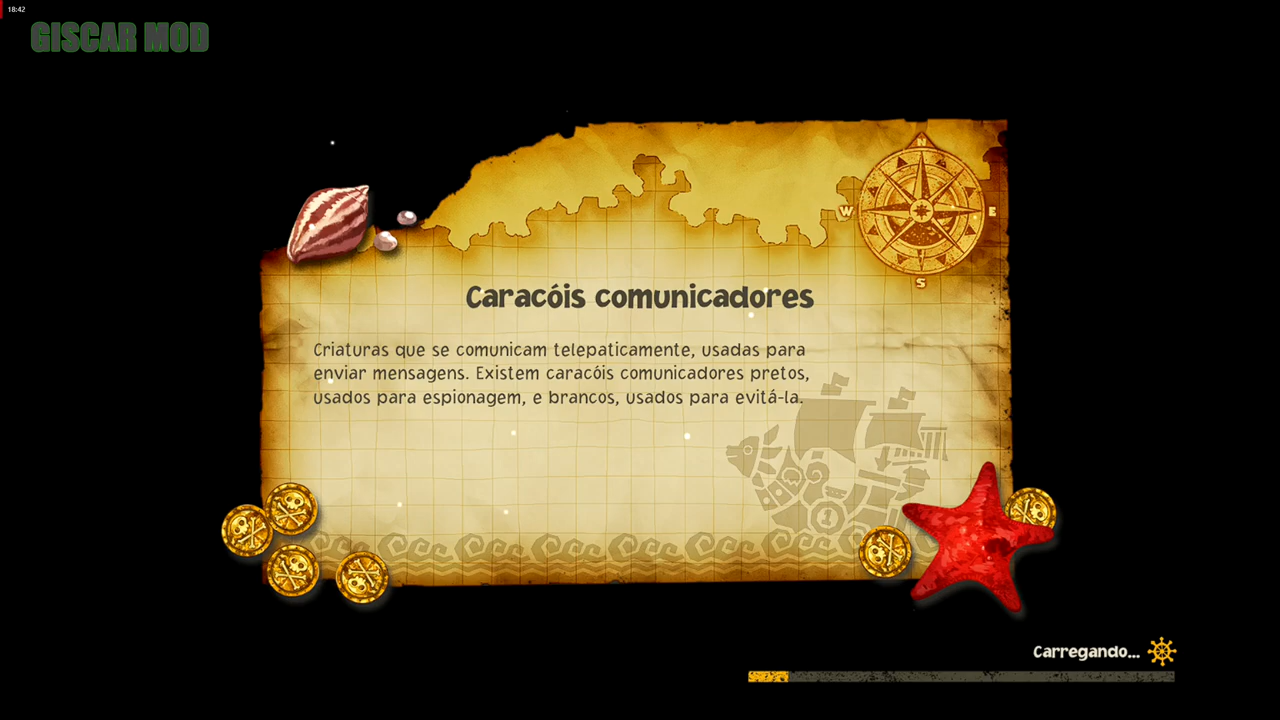 18:42
GISCAR MOD
N
W
E
S
Caracóis comunicadores
Criaturas que se comunicam telepaticamente, usadas para
enviar mensagens. Existem caracóis comunicadores pretos,
usados para espionagem, e brancos, usados para evitá-la.
1
Carregando...